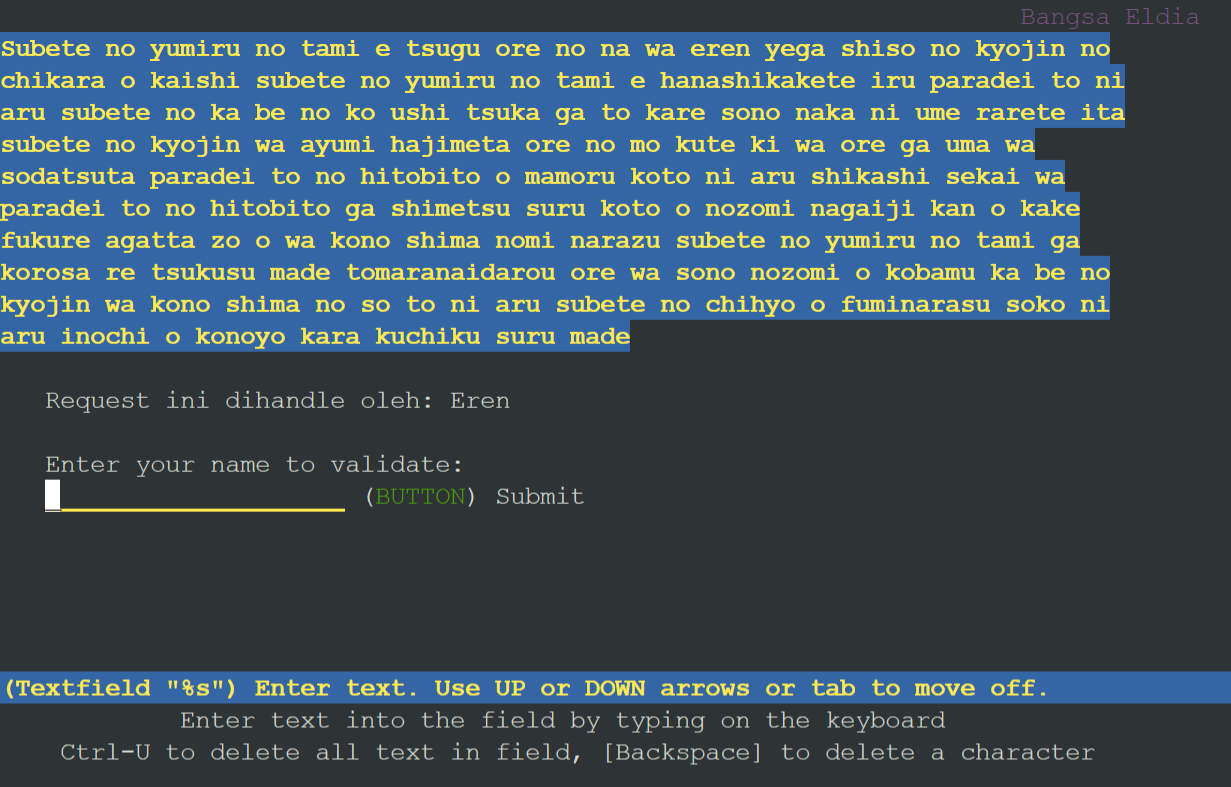 Bangsa Eldia
Subete no yumiru no tami e tsugu ore no na wa eren yega shiso no kyojin no
chikara o kaishi subete no yumiru no tami e hanashikakete iru paradei to ni
aru subete no ka be no ko ushi tsuka ga to kare sono naka ni ume rarete ita
subete no kyojin wa ayumi hajimeta ore no mo kute ki wa ore ga uma wa
sodatsuta paradei to no hitobito o mamoru koto ni aru shikashi sekai wa
paradei to no hitobito ga shimetsu suru koto o nozomi nagaiji kan o kake
fukure agatta zo o wa kono shima nomi narazu subete no yumiru no tami ga
korosa re tsukusu made tomaranaidarou ore wa sono nozomi o kobamu ka be no
kyojin wa kono shima no so to ni aru subete no chihyo o fuminarasu soko ni
aru inochi o konoyo kara kuchiku suru made
Request ini dihandle oleh: Eren
Enter your name to validate:
(BUTTON) Submit
(Textfield "%s") Enter text. Use UP or DOWN arrows or tab to move off.
Enter text into the field by typing on the keyboard
Ctrl-U to delete all text in field, [Backspace] to delete a character